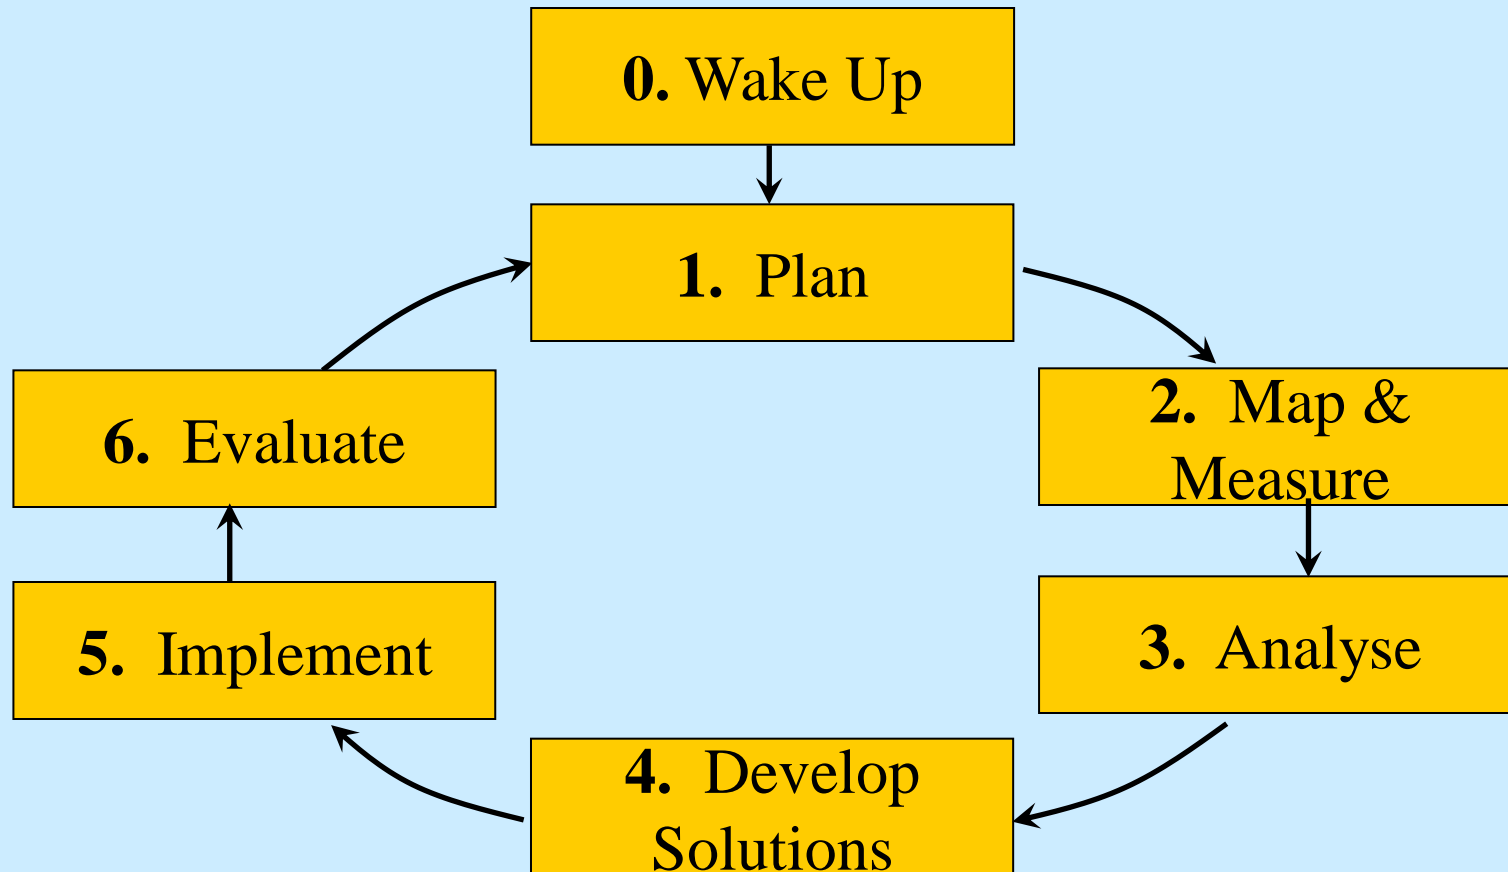 0. Wake Up
1. Plan
2. Map &
Measure
3. Analyse
4. Develop
Solutions
5. Implement
6. Evaluate